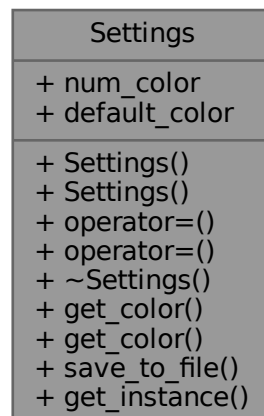 Settings
+ num_color
+ default_color
+ Settings()
+ Settings()
+ operator=()
+ operator=()
+ ~Settings()
+ get_color()
+ get_color()
+ save_to_file()
+ get_instance()